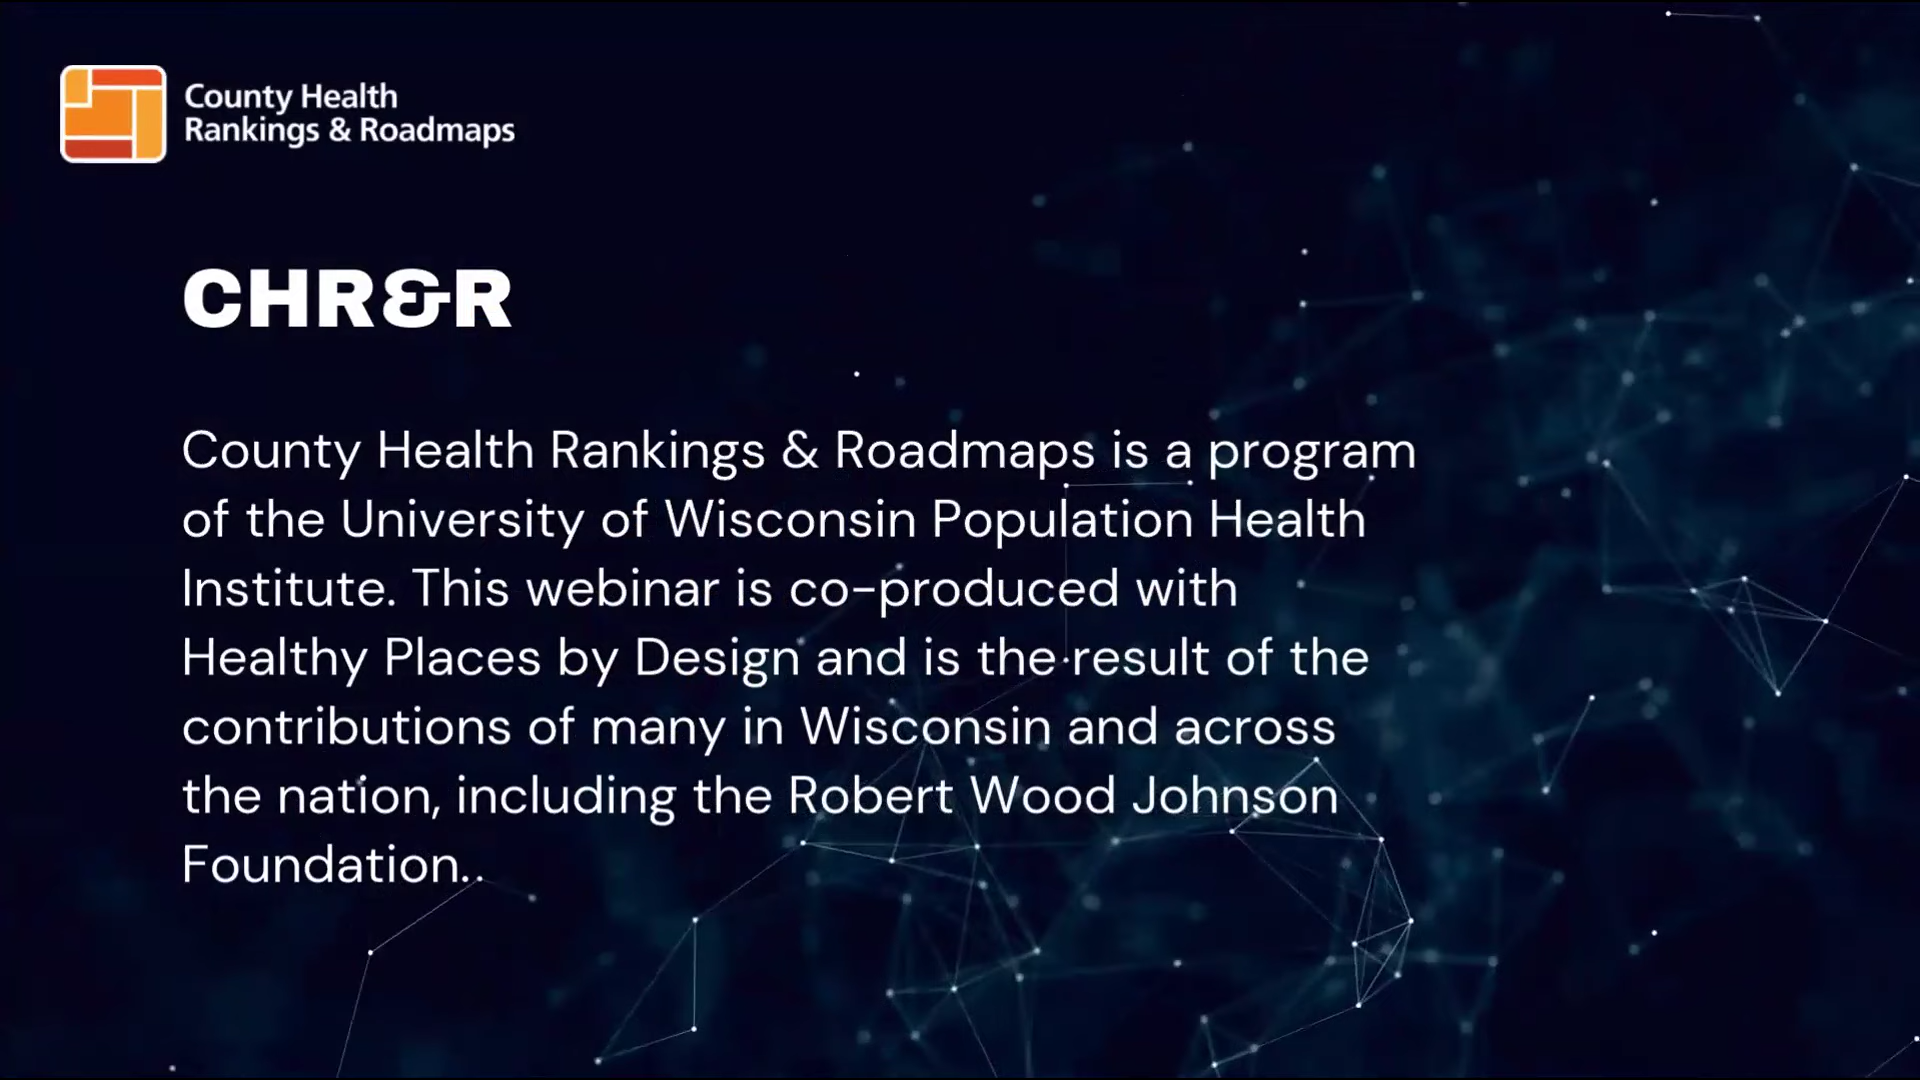 County Health
Rankings & Roadmaps
CHR&R
County Health Rankings & Roadmaps is a program
of the University of Wisconsin Population Health
Institute. This webinar is co-produced with
Healthy Places by Design and is the result of the
contributions of many in Wisconsin and across
the nation, including the Robert Wood Johnson
Foundation..